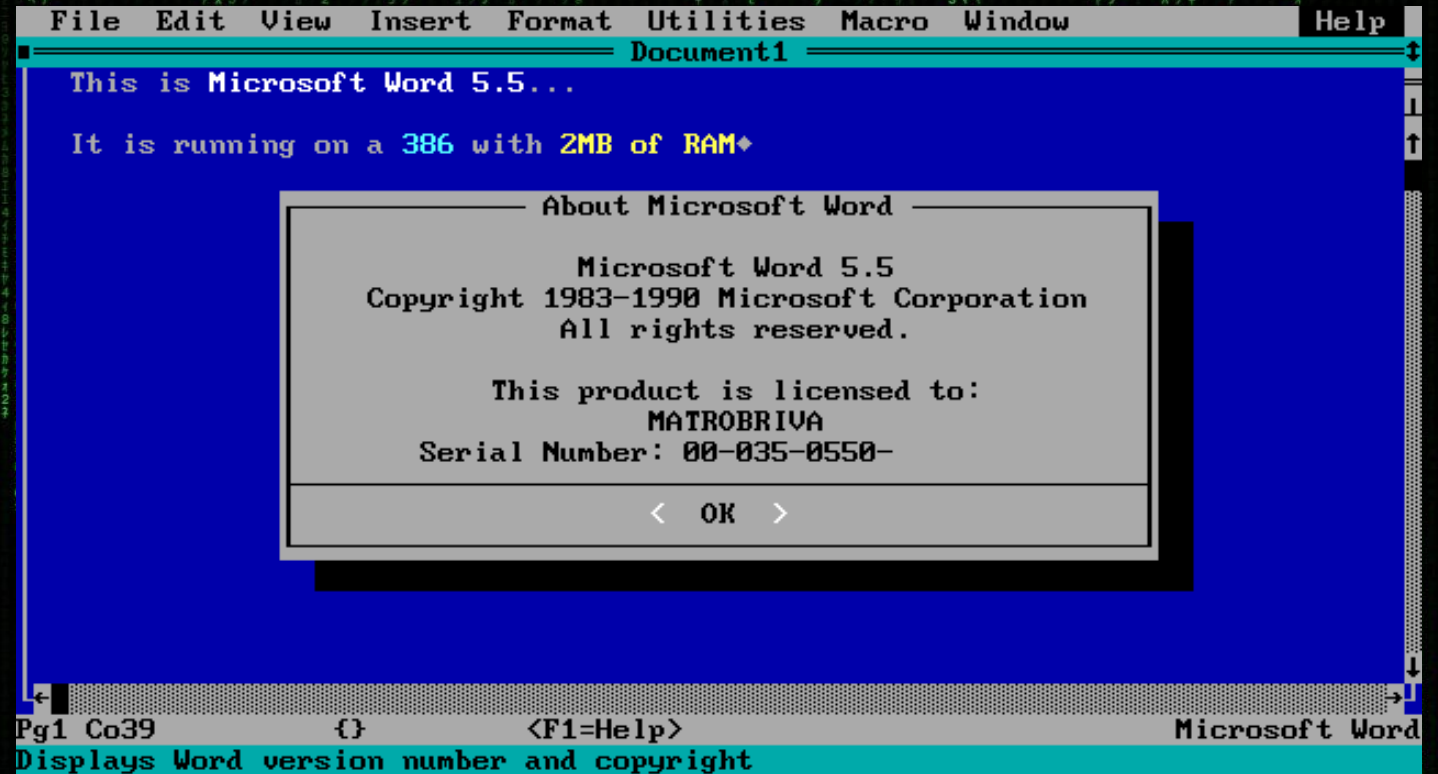 File Edit View Insert Format Utilities Macro Window Help
Document1
This is Microsoft Word 5.5...
It is running on a 386 with 2MB of RAM
About Microsoft Word
Microsoft Word 5.5
Copyright 1983-1990 Microsoft Corporation
All rights reserved.
This product is licensed to:
MATROBRIVA
Serial Number: 00-035-0550-
< OK >
Pg1 Co39 {} <F1=Help> Microsoft Word
Displays Word version number and copyright